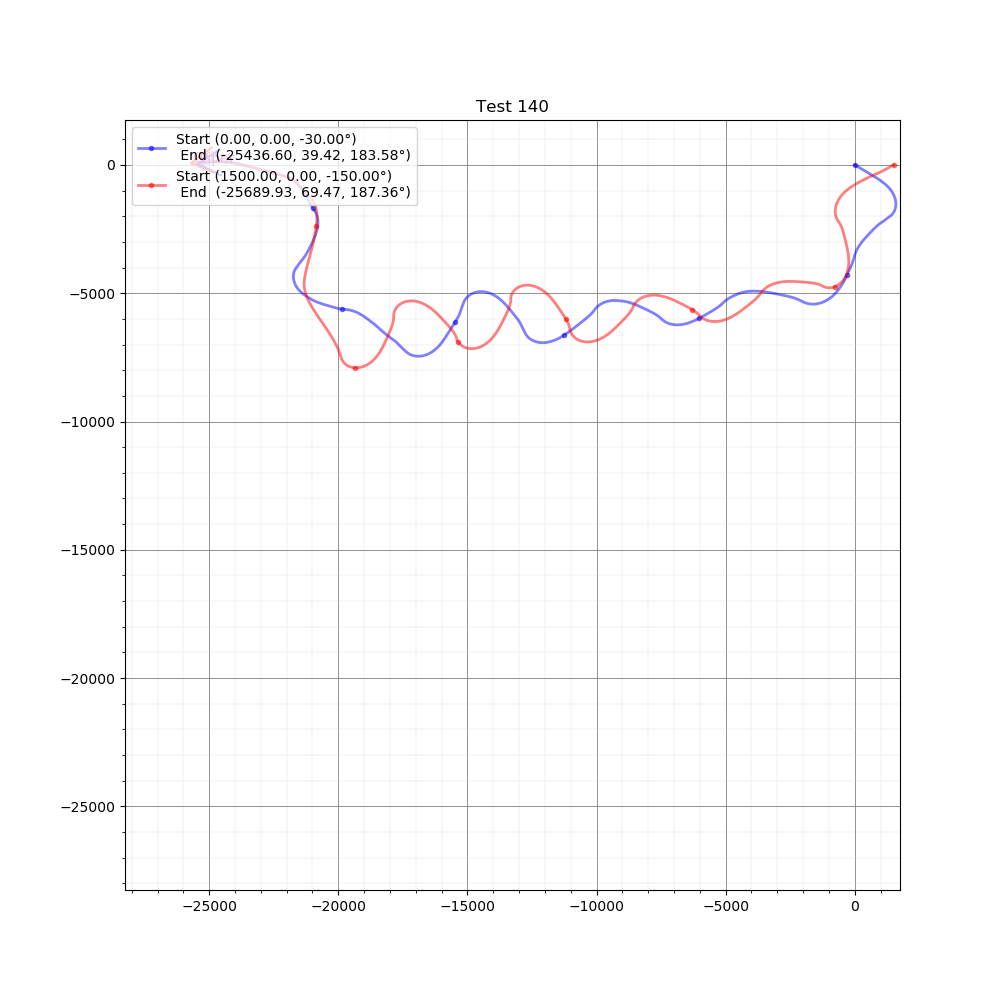 Test 140
Start (0.00, 0.00, -30.00°)
End  (-25436.60, 39.42, 183.58°)
Start (1500.00, 0.00, -150.00°)
End  (-25689.93, 69.47, 187.36°)
0
−5000
−10000
−15000
−20000
−25000
−25000 −20000 −15000 −10000 −5000 0